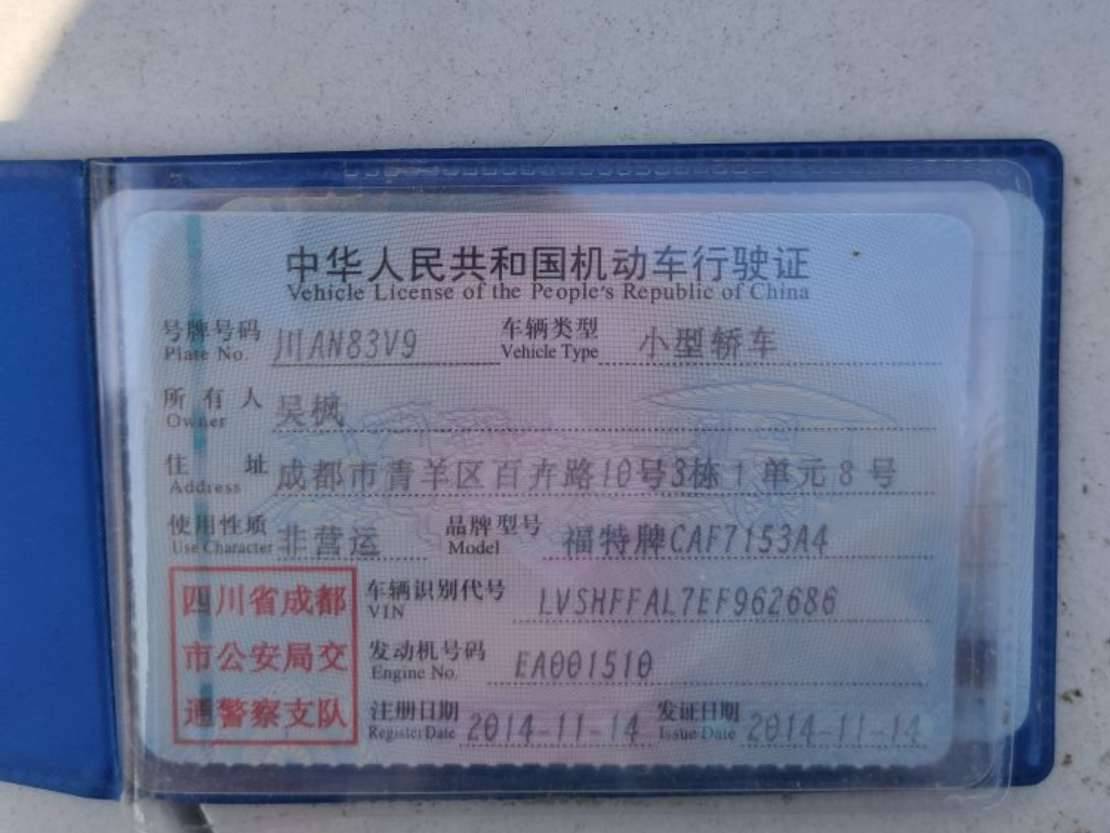 中华人民共和国机动车行驶证
Vehicle License of the People's Republic of China
号牌号码 川AN83V9 车辆类型 小型轿车
Plate No. Vehicle Type
所有人 吴枫
Owner
住址 成都市青羊区百卉路10号3栋1单元8号
Address
使用性质 非营运 品牌型号 福特牌CAF7153A4
Use Character Model
四川省成都
市公安局交
通警察支队
车辆识别代号 LVSHFFAL7EF962686
VIN
发动机号码 EA001510
Engine No.
注册日期 2014-11-14 发证日期 2014-11-14
Register Date Issue Date